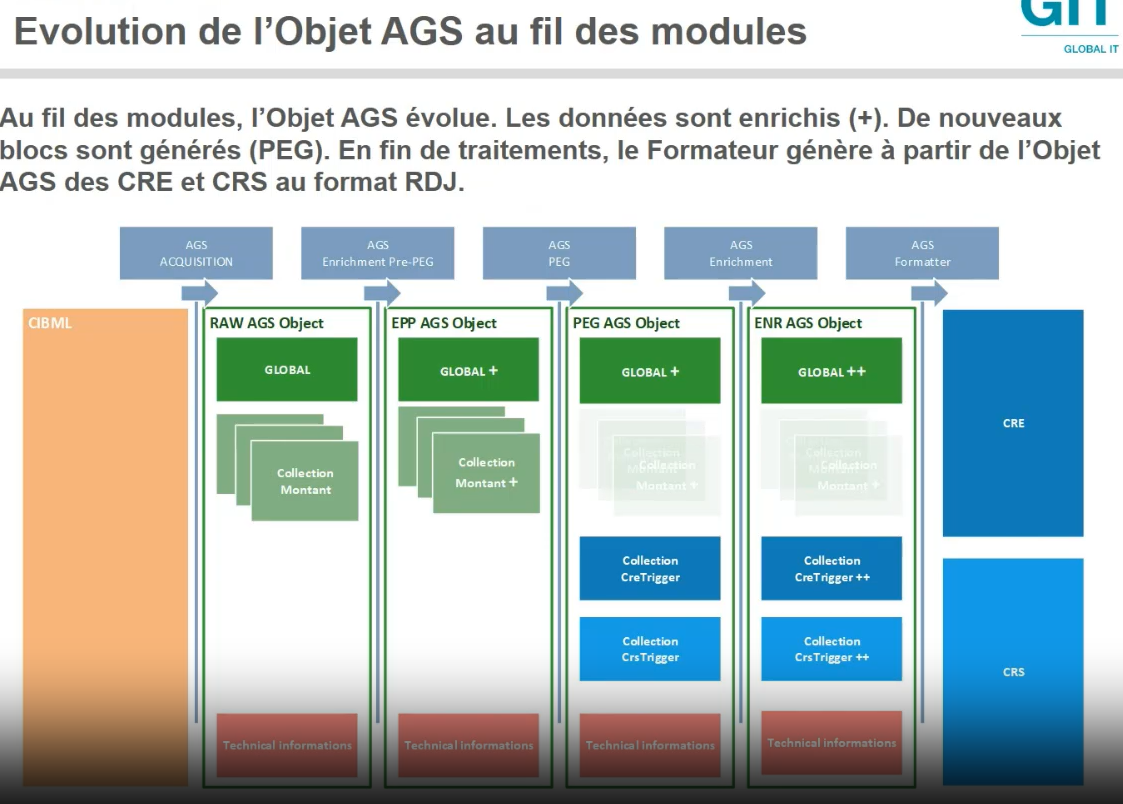 Evolution de l'Objet AGS au fil des modules
GIT
GLOBAL IT
Au fil des modules, l'Objet AGS évolue. Les données sont enrichis (+). De nouveaux
blocs sont générés (PEG). En fin de traitements, le Formateur génère à partir de l'Objet
AGS des CRE et CRS au format RDJ.
AGS
ACQUISITION
AGS
Enrichment Pre-PEG
AGS
PEG
AGS
Enrichment
AGS
Formatter
CIBML
RAW AGS Object
GLOBAL
Collection
Montant
Technical informations
EPP AGS Object
GLOBAL +
Collection
Montant +
Technical informations
PEG AGS Object
GLOBAL +
Collection
Montant
Collection
Montant +
Collection
CreTrigger
Collection
CrsTrigger
Technical informations
ENR AGS Object
GLOBAL ++
Collection
Montant
Collection
Montant +
Collection
CreTrigger ++
Collection
CrsTrigger ++
Technical informations
CRE
CRS